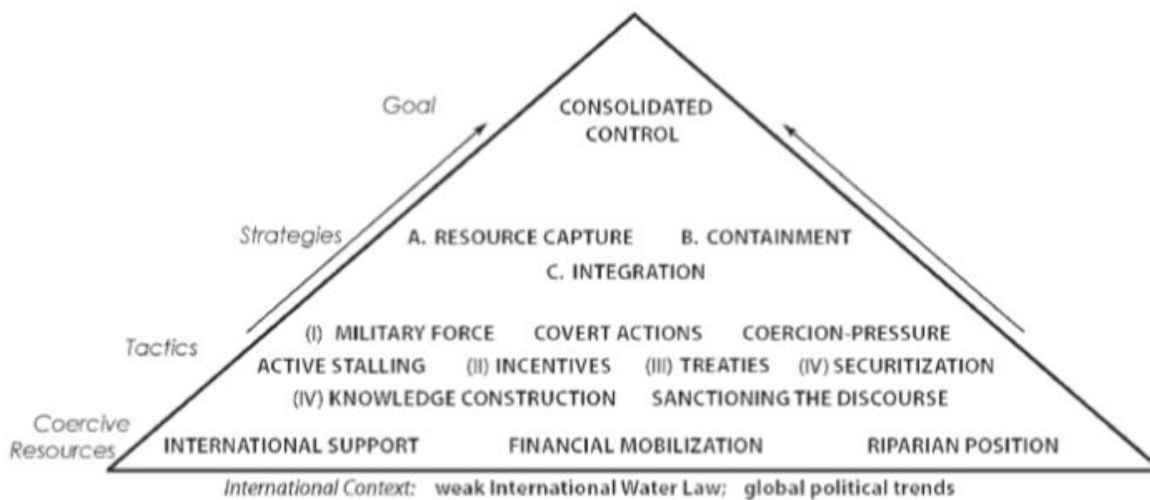 Goal
CONSOLIDATED
CONTROL
Strategies
A. RESOURCE CAPTURE B. CONTAINMENT
C. INTEGRATION
Tactics
(I) MILITARY FORCE COVERT ACTIONS COERCION-PRESSURE
ACTIVE STALLING (II) INCENTIVES (III) TREATIES (IV) SECURITIZATION
(IV) KNOWLEDGE CONSTRUCTION SANCTIONING THE DISCOURSE
Coercive
Resources
INTERNATIONAL SUPPORT FINANCIAL MOBILIZATION RIPARIAN POSITION
International Context: weak International Water Law; global political trends